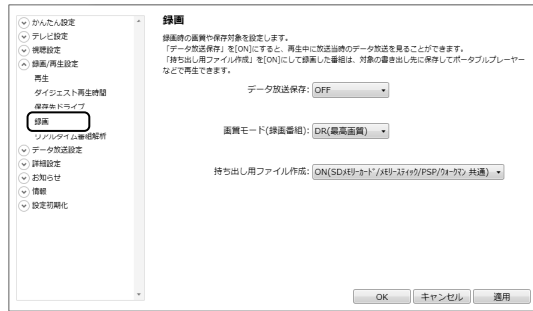 かんたん設定
テレビ設定
視聴設定
録画/再生設定
再生
ダイジェスト再生時間
保存先ドライブ
録画
リアルタイム番組解析
データ放送設定
詳細設定
お知らせ
情報
設定初期化
録画
録画時の画質や保存対象を設定します。
「データ放送保存」を[ON]にすると、再生中に放送当時のデータ放送を見ることができます。
「持ち出し用ファイル作成」を[ON]にして録画した番組は、対象の書き出し先に保存してポータブルプレーヤー
などで再生できます。
データ放送保存: OFF
画質モード(録画番組): DR(最高画質)
持ち出し用ファイル作成: ON(SDﾒﾓﾘｰｶｰﾄﾞ/ﾒﾓﾘｰｽﾃｨｯｸ/PSP/ｳｫｰｸﾏﾝ 共通)
OK キャンセル 適用